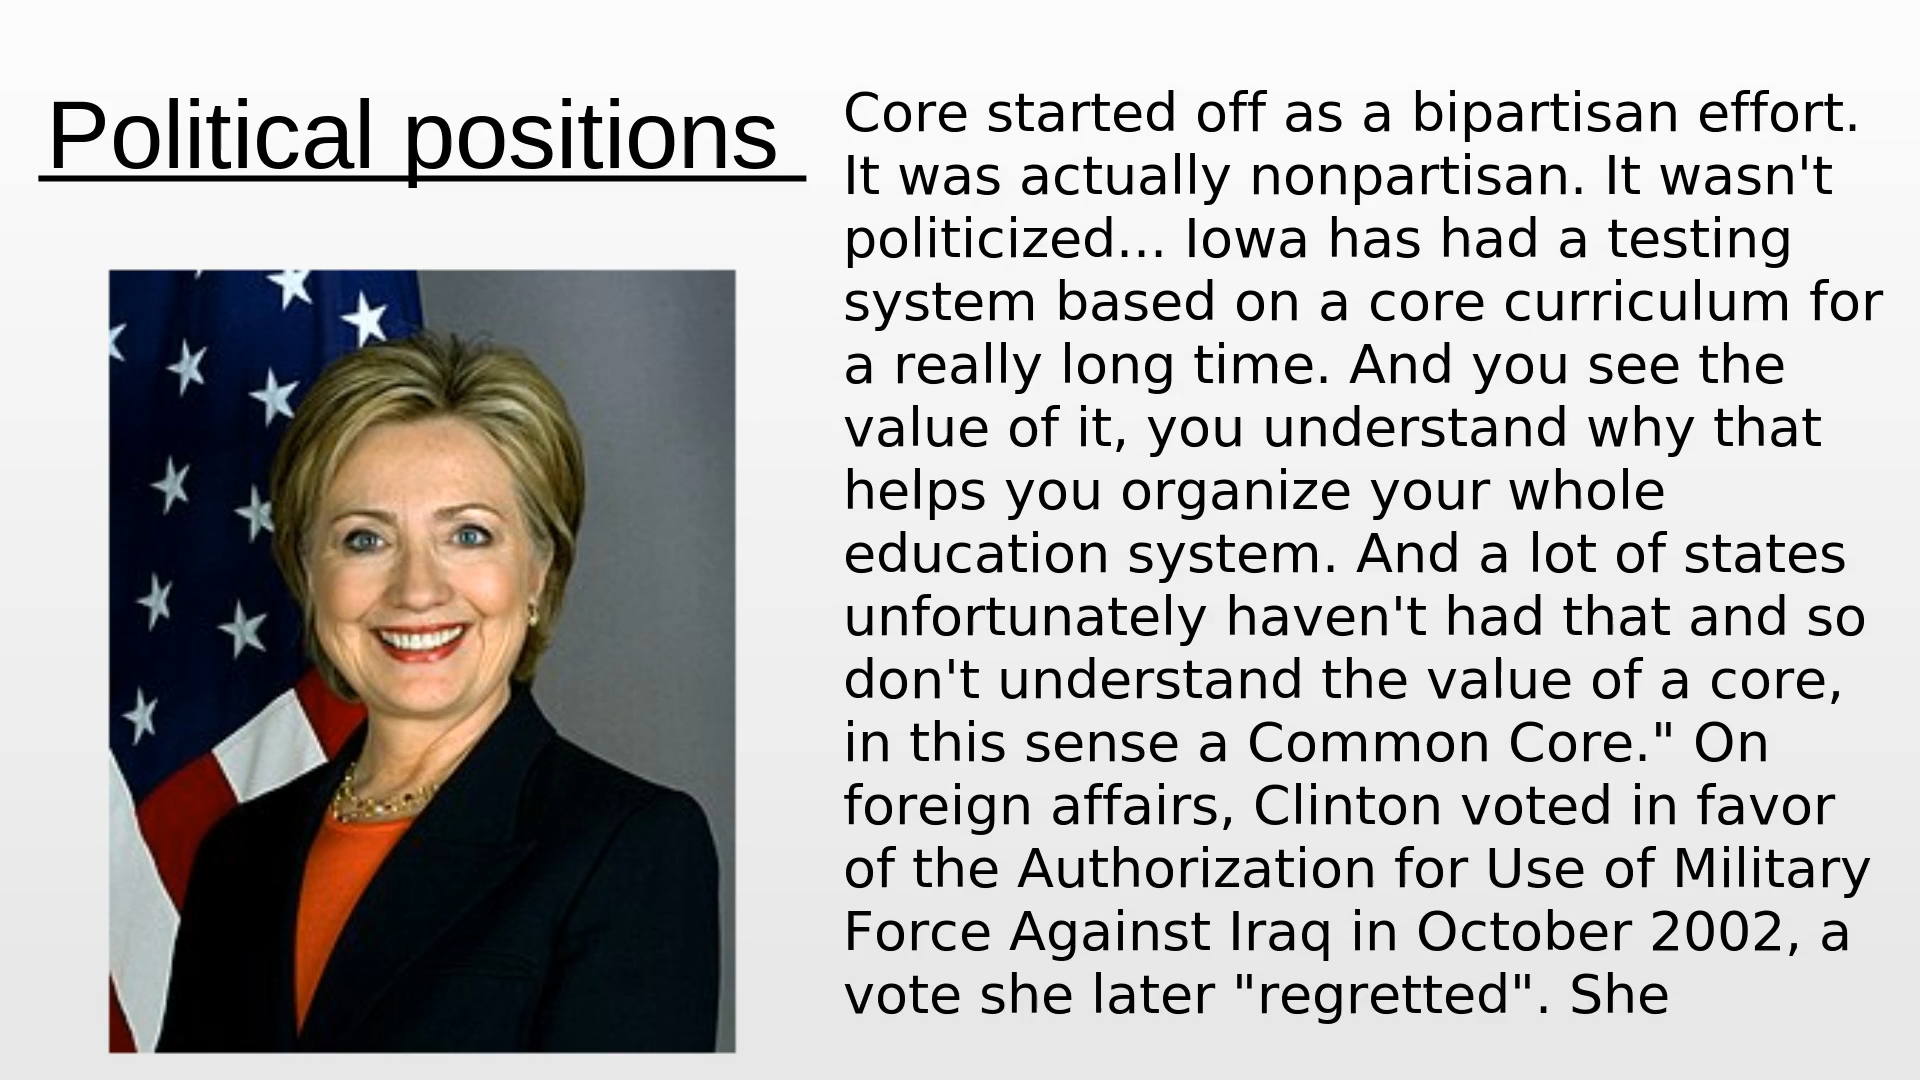 Political positions
Core started off as a bipartisan effort.
It was actually nonpartisan. It wasn't
politicized... Iowa has had a testing
system based on a core curriculum for
a really long time. And you see the
value of it, you understand why that
helps you organize your whole
education system. And a lot of states
unfortunately haven't had that and so
don't understand the value of a core,
in this sense a Common Core." On
foreign affairs, Clinton voted in favor
of the Authorization for Use of Military
Force Against Iraq in October 2002, a
vote she later "regretted". She